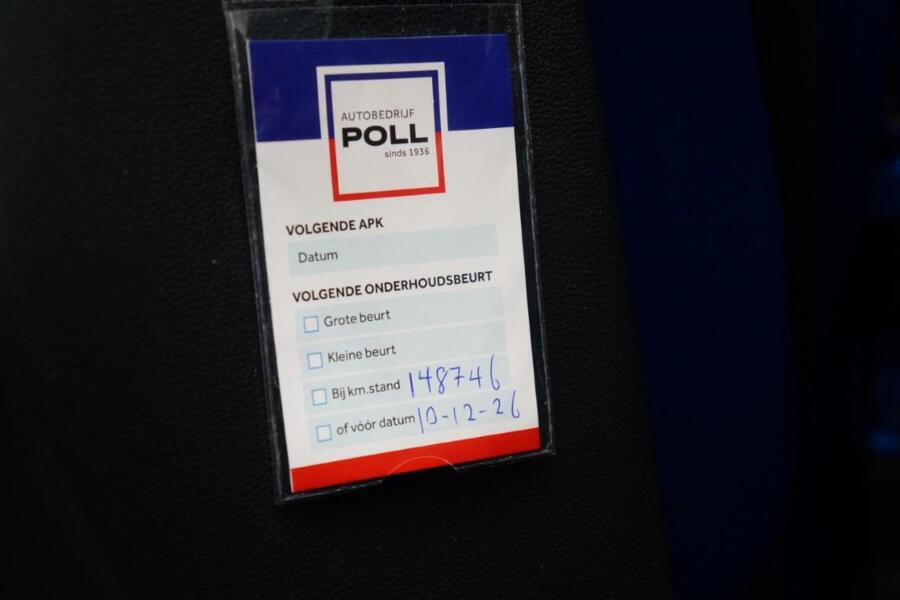 AUTOBEDRIJF
POLL
sinds 1936
VOLGENDE APK
Datum
VOLGENDE ONDERHOUDSBEURT
Grote beurt
Kleine beurt
Bij km.stand 148746
of vóór datum 10-12-26